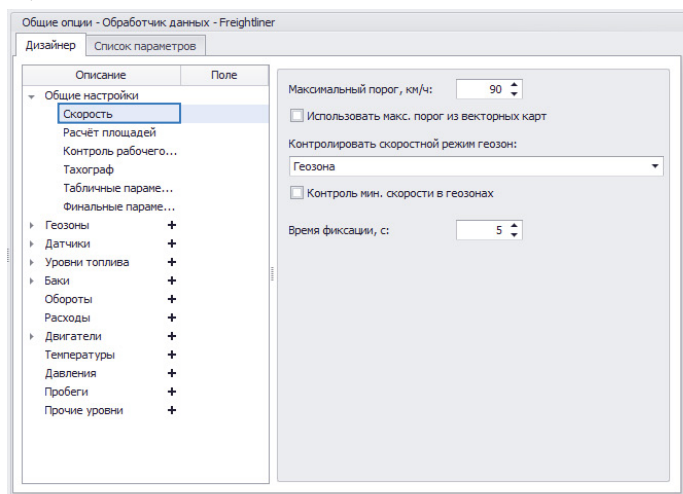 Общие опции - Обработчик данных - Freightliner
Дизайнер Список параметров
Описание Поле
Общие настройки
Скорость
Расчёт площадей
Контроль рабочего...
Тахограф
Табличные параме...
Финальные параме...
Геозоны +
Датчики +
Уровни топлива +
Баки +
Обороты +
Расходы +
Двигатели +
Температуры +
Давления +
Пробеги +
Прочие уровни +
Максимальный порог, км/ч: 90
Использовать макс. порог из векторных карт
Контролировать скоростной режим геозон:
Геозона
Контроль мин. скорости в геозонах
Время фиксации, с: 5